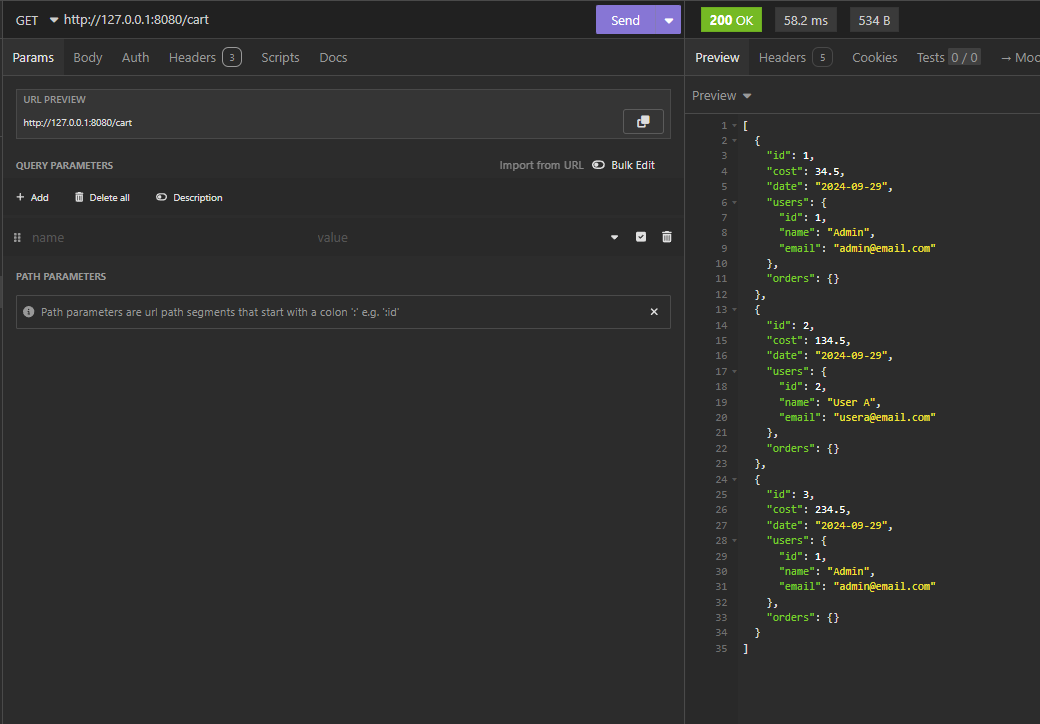 GET http://127.0.0.1:8080/cart Send 200 OK 58.2 ms 534 B
Params Body Auth Headers 3 Scripts Docs
URL PREVIEW
http://127.0.0.1:8080/cart
QUERY PARAMETERS Import from URL Bulk Edit
+ Add Delete all Description
name value
PATH PARAMETERS
Path parameters are url path segments that start with a colon ':' e.g. ':id'
Preview Headers 5 Cookies Tests 0 / 0 → Moc
Preview
1 [
2 {
3 "id": 1,
4 "cost": 34.5,
5 "date": "2024-09-29",
6 "users": {
7 "id": 1,
8 "name": "Admin",
9 "email": "admin@email.com"
10 },
11 "orders": {}
12 },
13 {
14 "id": 2,
15 "cost": 134.5,
16 "date": "2024-09-29",
17 "users": {
18 "id": 2,
19 "name": "User A",
20 "email": "usera@email.com"
21 },
22 "orders": {}
23 },
24 {
25 "id": 3,
26 "cost": 234.5,
27 "date": "2024-09-29",
28 "users": {
29 "id": 1,
30 "name": "Admin",
31 "email": "admin@email.com"
32 },
33 "orders": {}
34 }
35 ]